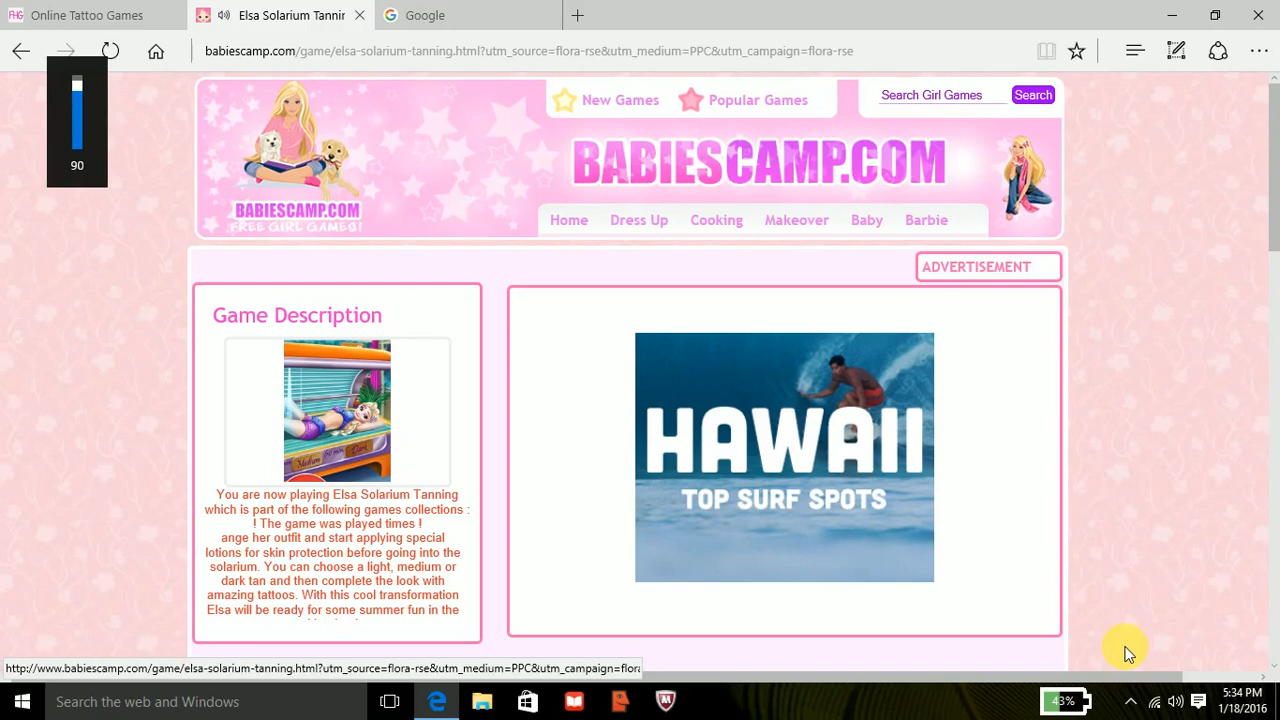 Online Tattoo Games
Elsa Solarium Tannin
Google
babiescamp.com/game/elsa-solarium-tanning.html?utm_source=flora-rse&utm_medium=PPC&utm_campaign=flora-rse
90
New Games
Popular Games
Search Girl Games
Search
BABIESCAMP.COM
BABIESCAMP.COM
FREE GIRL GAMES!
Home
Dress Up
Cooking
Makeover
Baby
Barbie
ADVERTISEMENT
Game Description
Medium
Dark
You are now playing Elsa Solarium Tanning
which is part of the following games collections :
! The game was played times !
ange her outfit and start applying special
lotions for skin protection before going into the
solarium. You can choose a light, medium or
dark tan and then complete the look with
amazing tattoos. With this cool transformation
Elsa will be ready for some summer fun in the
HAWAII
TOP SURF SPOTS
http://www.babiescamp.com/game/elsa-solarium-tanning.html?utm_source=flora-rse&utm_medium=PPC&utm_campaign=flora
Search the web and Windows
43%
5:34 PM
1/18/2016